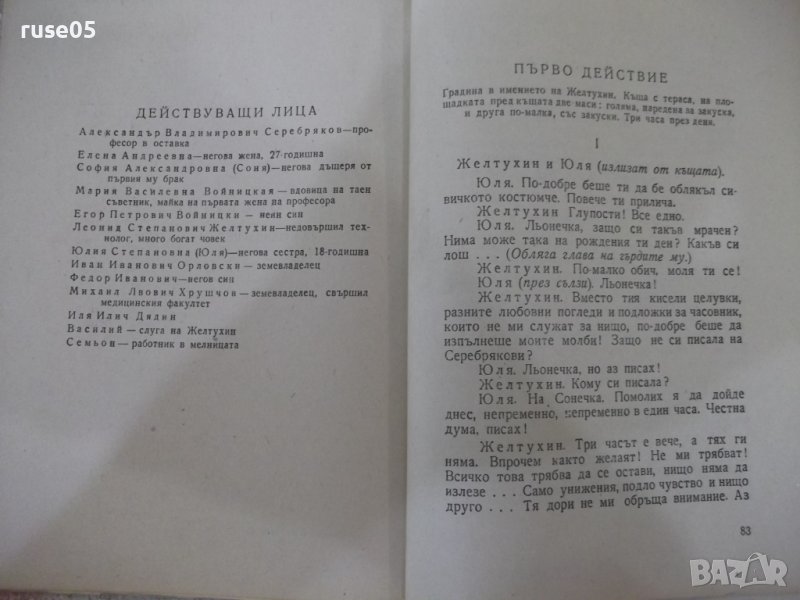 ruse05
ДЕЙСТВУВАЩИ ЛИЦА
Александър Владимирович Серебряков—про-
фесор в оставка
Елена Андреевна—негова жена, 27-годишна
София Александровна (Соня)—негова дъщеря от
първия му брак
Мария Василевна Войницкая—вдовица на таен
съветник, майка на първата жена на професора
Егор Петрович Войницки — неин син
Леонид Степанович Желтухин—недовършил тех-
нолог, много богат човек
Юлия Степановна (Юля)—негова сестра, 18-годишна
Иван Иванович Орловски — земевладелец
Федор Иванович—негов син
Михаил Лвович Хрушчов — земевладелец, свършил
медицинския факултет
Иля Илич Дядин
Василий — слуга на Желтухин
Семьон — работник в мелницата
ПЪРВО ДЕЙСТВИЕ
Градина в имението на Желтухин. Къща с тераса, на пло-
щадката пред къщата две маси: голяма, наредена за закуска,
и друга по-малка, със закуски. Три часа през деня.
I
Желтухин и Юля (излизат от къщата).
Юля. По-добре беше ти да бе облякъл си-
вичкото костюмче. Повече ти прилича.
Желтухин Глупости! Все едно.
Юля. Льонечка, защо си такъв мрачен?
Нима може така на рождения ти ден? Какъв си
лош . . . (Обляга глава на гърдите му.)
Желтухин. По-малко обич, моля ти се!
Юля (през сълзи). Льонечка!
Желтухин. Вместо тия кисели целувки,
разните любовни погледи и подложки за часовник,
които не ми служат за нищо, по-добре беше да
изпълнеше моите молби! Защо не си писала на
Серебрякови?
Юля. Льонечка, но аз писах!
Желтухин. Кому си писала?
Юля. На Сонечка. Помолих я да дойде
днес, непременно, непременно в един часа. Честна
дума, писах!
Желтухин. Три часът е вече, а тях ги
няма. Впрочем както желаят! Не ми трябват!
Всичко това трябва да се остави, нищо няма да
излезе . . . Само унижения, подло чувство и нищо
друго . . . Тя дори не ми обръща внимание. Аз
83
BAZAR